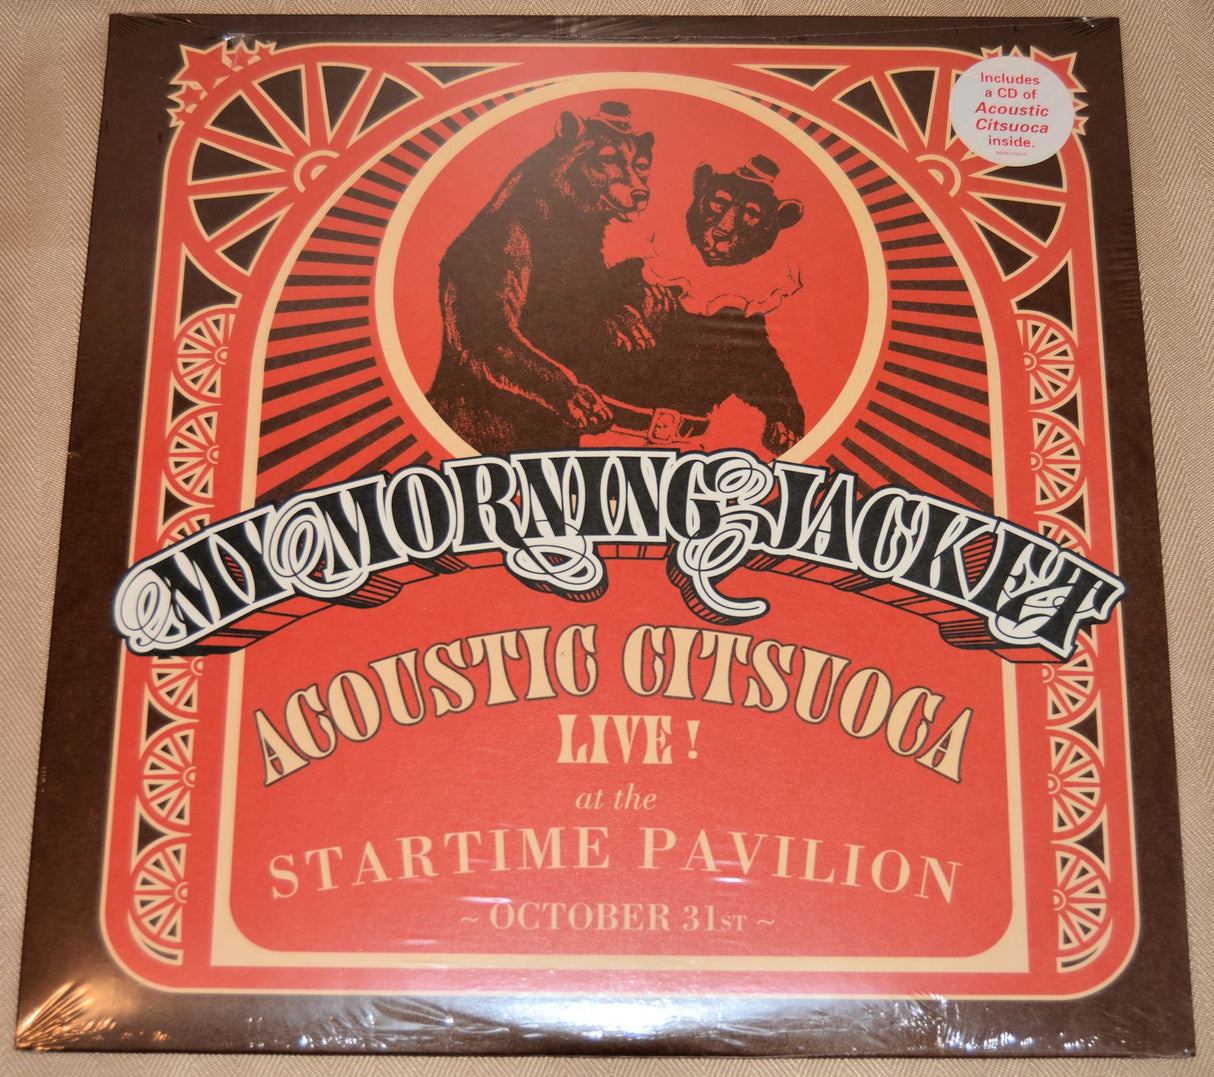 Includes
a CD of
Acoustic
Citsuoca
inside.
MY MORNING JACKET
ACOUSTIC CITSUOCA
LIVE!
at the
STARTIME PAVILION
~ OCTOBER 31ST ~